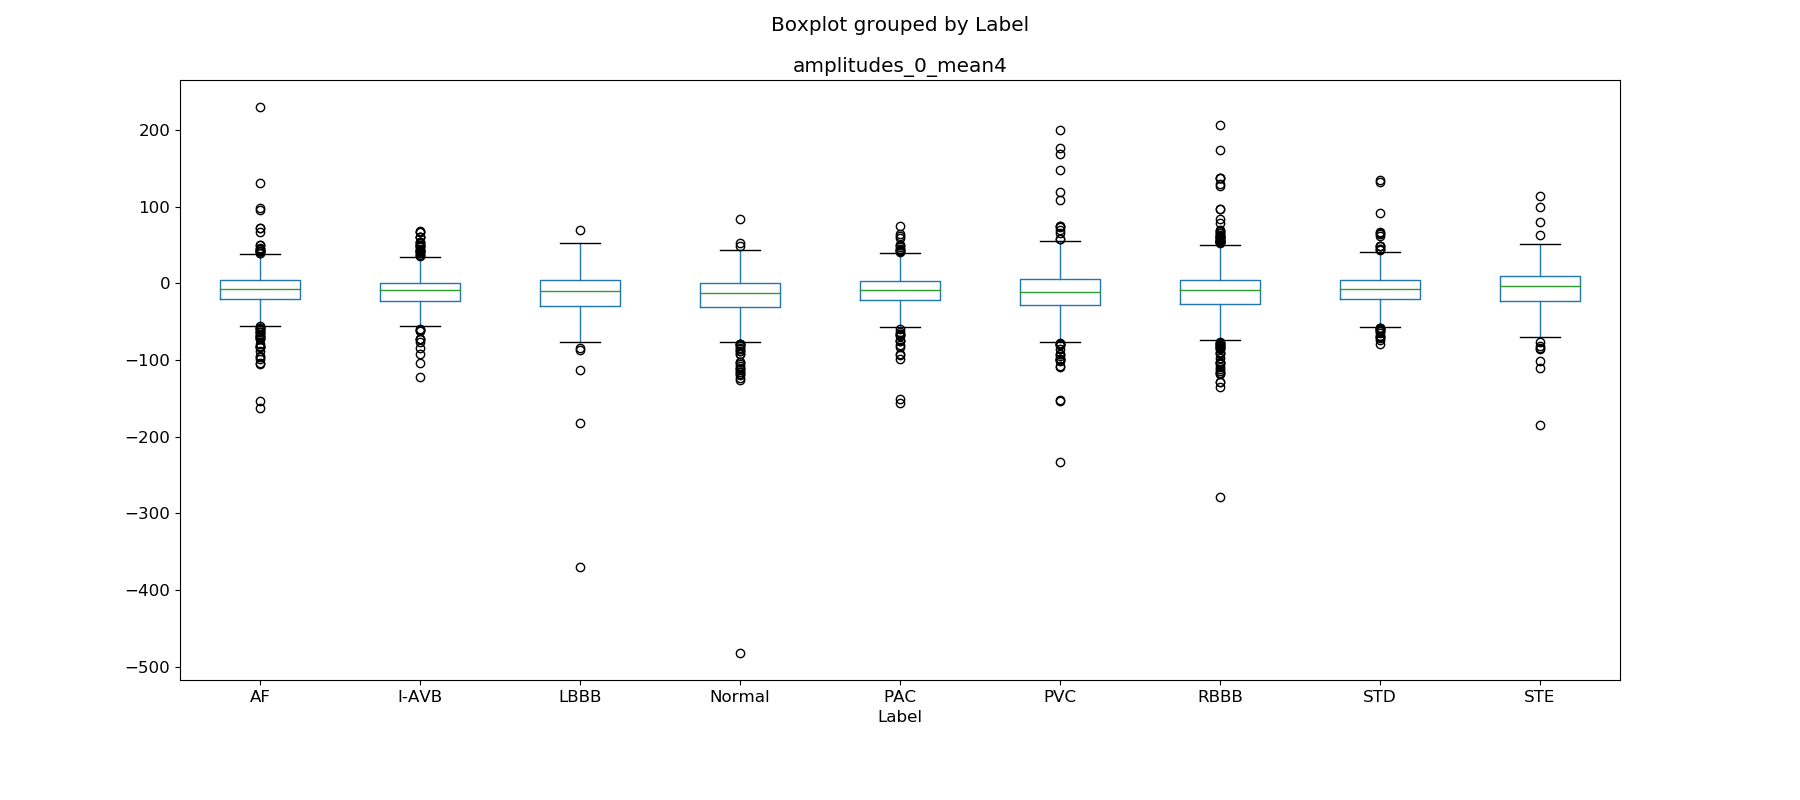 Boxplot grouped by Label
amplitudes_0_mean4
200
100
0
−100
−200
−300
−400
−500
AF I-AVB LBBB Normal PAC PVC RBBB STD STE
Label